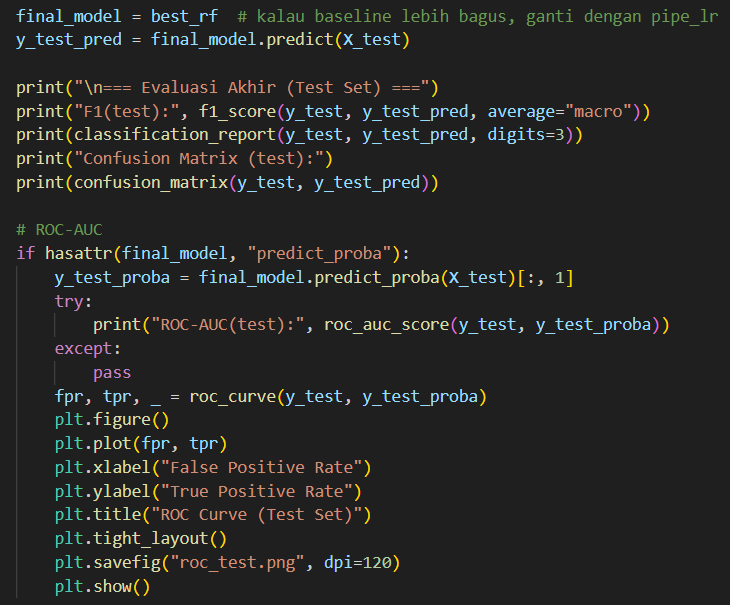 final_model = best_rf  # kalau baseline lebih bagus, ganti dengan pipe_lr
y_test_pred = final_model.predict(X_test)

print("\n=== Evaluasi Akhir (Test Set) ===")
print("F1(test):", f1_score(y_test, y_test_pred, average="macro"))
print(classification_report(y_test, y_test_pred, digits=3))
print("Confusion Matrix (test):")
print(confusion_matrix(y_test, y_test_pred))

# ROC-AUC
if hasattr(final_model, "predict_proba"):
    y_test_proba = final_model.predict_proba(X_test)[:, 1]
    try:
        print("ROC-AUC(test):", roc_auc_score(y_test, y_test_proba))
    except:
        pass
    fpr, tpr, _ = roc_curve(y_test, y_test_proba)
    plt.figure()
    plt.plot(fpr, tpr)
    plt.xlabel("False Positive Rate")
    plt.ylabel("True Positive Rate")
    plt.title("ROC Curve (Test Set)")
    plt.tight_layout()
    plt.savefig("roc_test.png", dpi=120)
    plt.show()